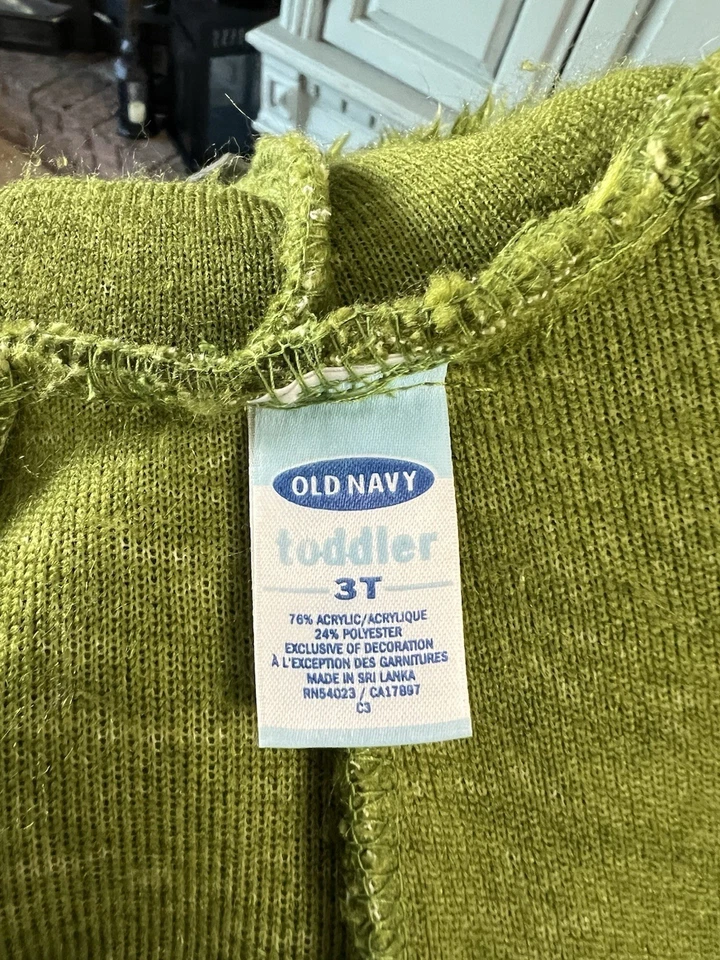 OLD NAVY
toddler
3T
76% ACRYLIC/ACRYLIQUE
24% POLYESTER
EXCLUSIVE OF DECORATION
À L'EXCEPTION DES GARNITURES
MADE IN SRI LANKA
RN54023 / CA17897
C3